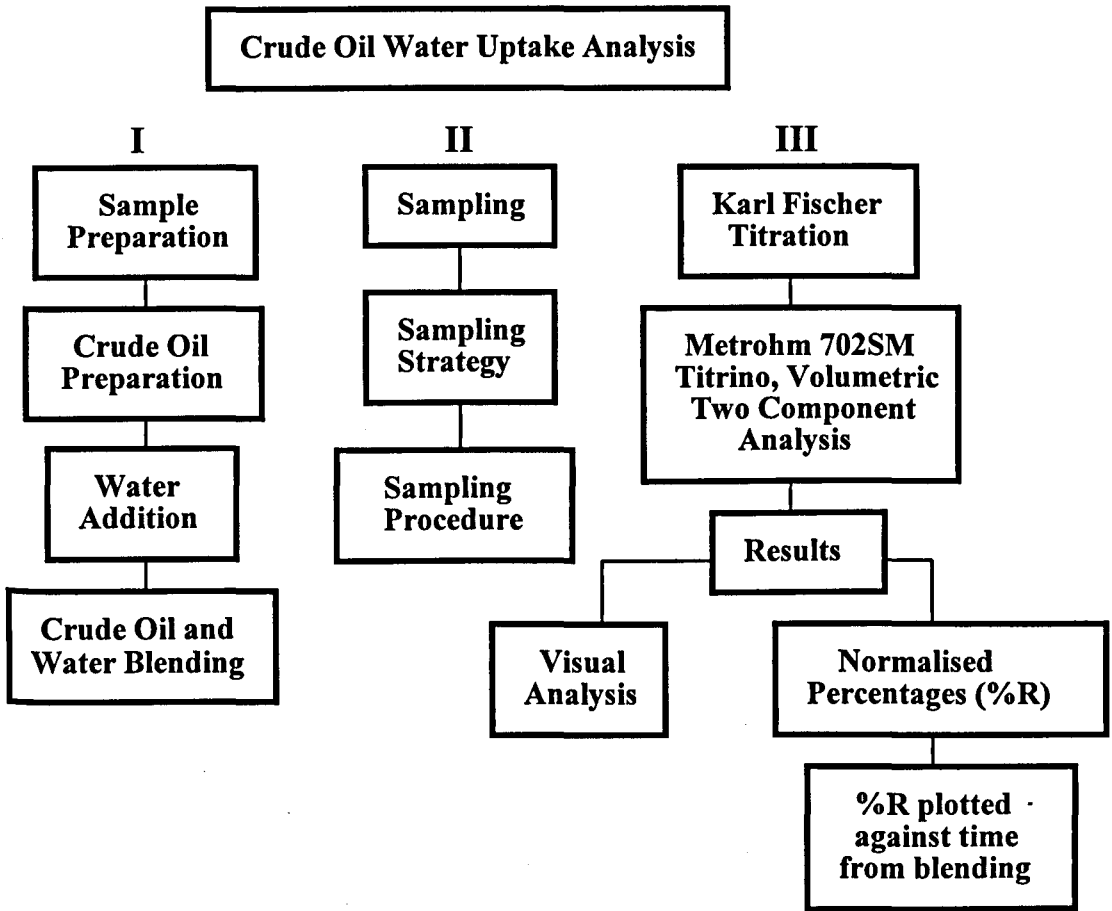 Crude Oil Water Uptake Analysis
I
Sample
Preparation
Crude Oil
Preparation
Water
Addition
Crude Oil and
Water Blending
II
Sampling
Sampling
Strategy
Sampling
Procedure
III
Karl Fischer
Titration
Metrohm 702SM
Titrino, Volumetric
Two Component
Analysis
Results
Visual
Analysis
Normalised
Percentages (%R)
%R plotted
against time
from blending